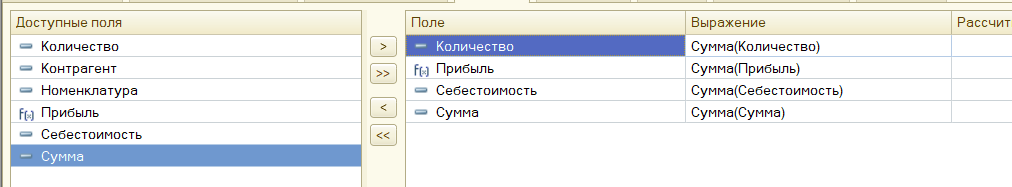 Доступные поля
Количество
Контрагент
Номенклатура
f(x) Прибыль
Себестоимость
Сумма
>
>>
<
<<
Поле Выражение Рассчит
Количество Сумма(Количество)
f(x) Прибыль Сумма(Прибыль)
Себестоимость Сумма(Себестоимость)
Сумма Сумма(Сумма)